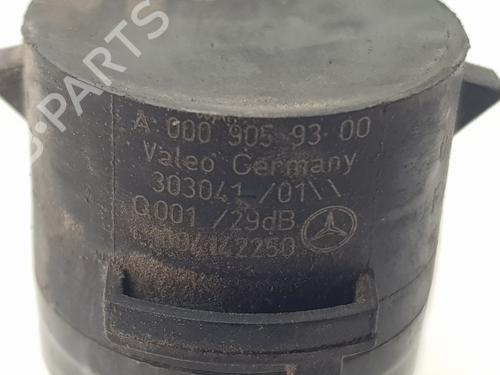 A 000 905 93 00
Valeo Germany
303041 /01\\
Q001 /29dB
B-PARTS